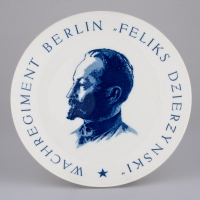 WACHREGIMENT BERLIN „FELIKS DZIERZYNSKI"